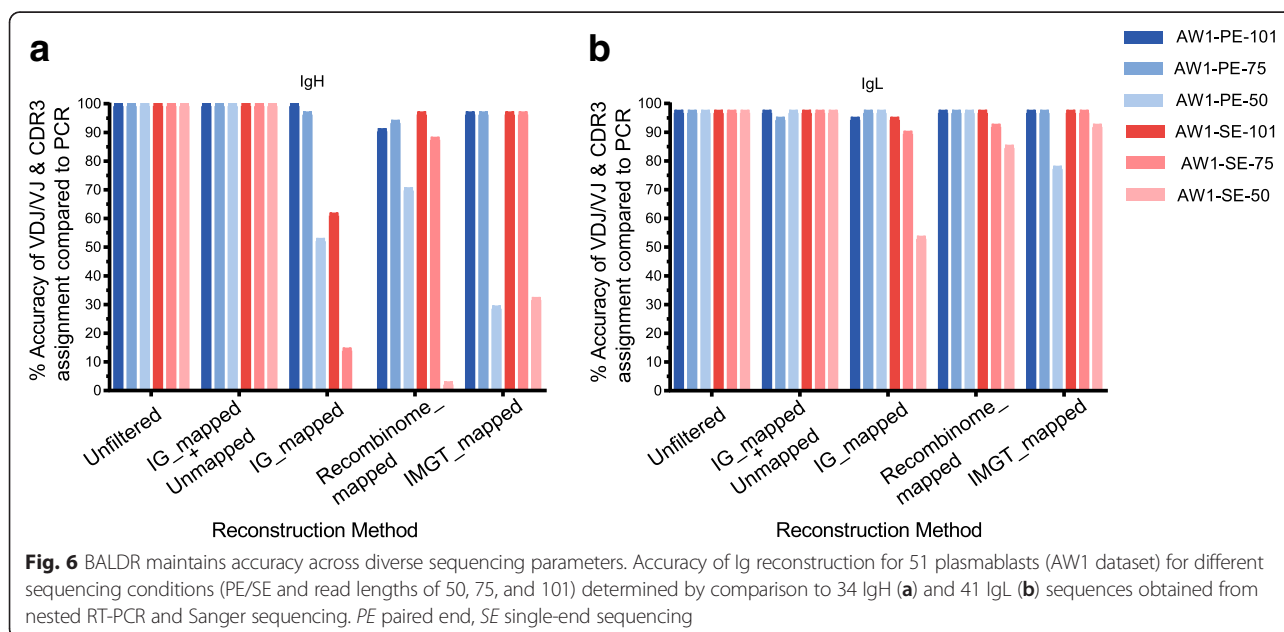 a
IgH
% Accuracy of VDJ/VJ & CDR3
assignment compared to PCR
100
90
80
70
60
50
40
30
20
10
0
Unfiltered
IG_mapped
+
Unmapped
IG_mapped
Recombinome_
mapped
IMGT_mapped
Reconstruction Method
b
IgL
% Accuracy of VDJ/VJ & CDR3
assignment compared to PCR
100
90
80
70
60
50
40
30
20
10
0
Unfiltered
IG_mapped
+
Unmapped
IG_mapped
Recombinome_
mapped
IMGT_mapped
Reconstruction Method
AW1-PE-101
AW1-PE-75
AW1-PE-50
AW1-SE-101
AW1-SE-75
AW1-SE-50
Fig. 6 BALDR maintains accuracy across diverse sequencing parameters. Accuracy of Ig reconstruction for 51 plasmablasts (AW1 dataset) for different
sequencing conditions (PE/SE and read lengths of 50, 75, and 101) determined by comparison to 34 IgH (a) and 41 IgL (b) sequences obtained from
nested RT-PCR and Sanger sequencing. PE paired end, SE single-end sequencing